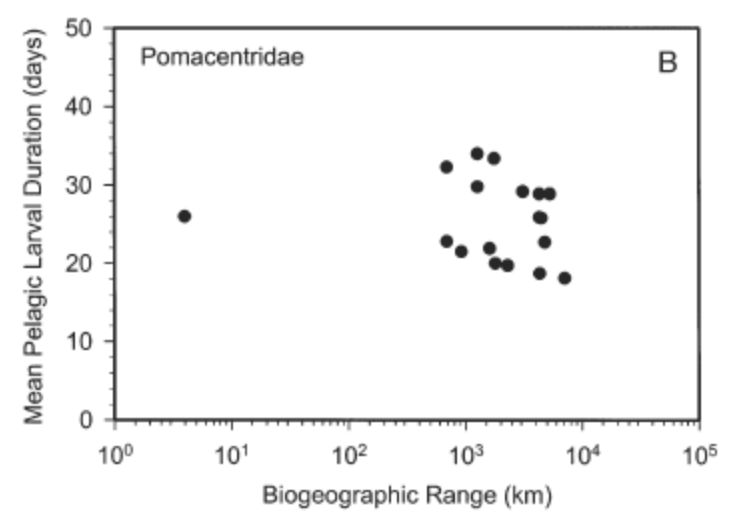 50
Pomacentridae
B
40
30
20
10
0
Mean Pelagic Larval Duration (days)
10⁰ 10¹ 10² 10³ 10⁴ 10⁵
Biogeographic Range (km)